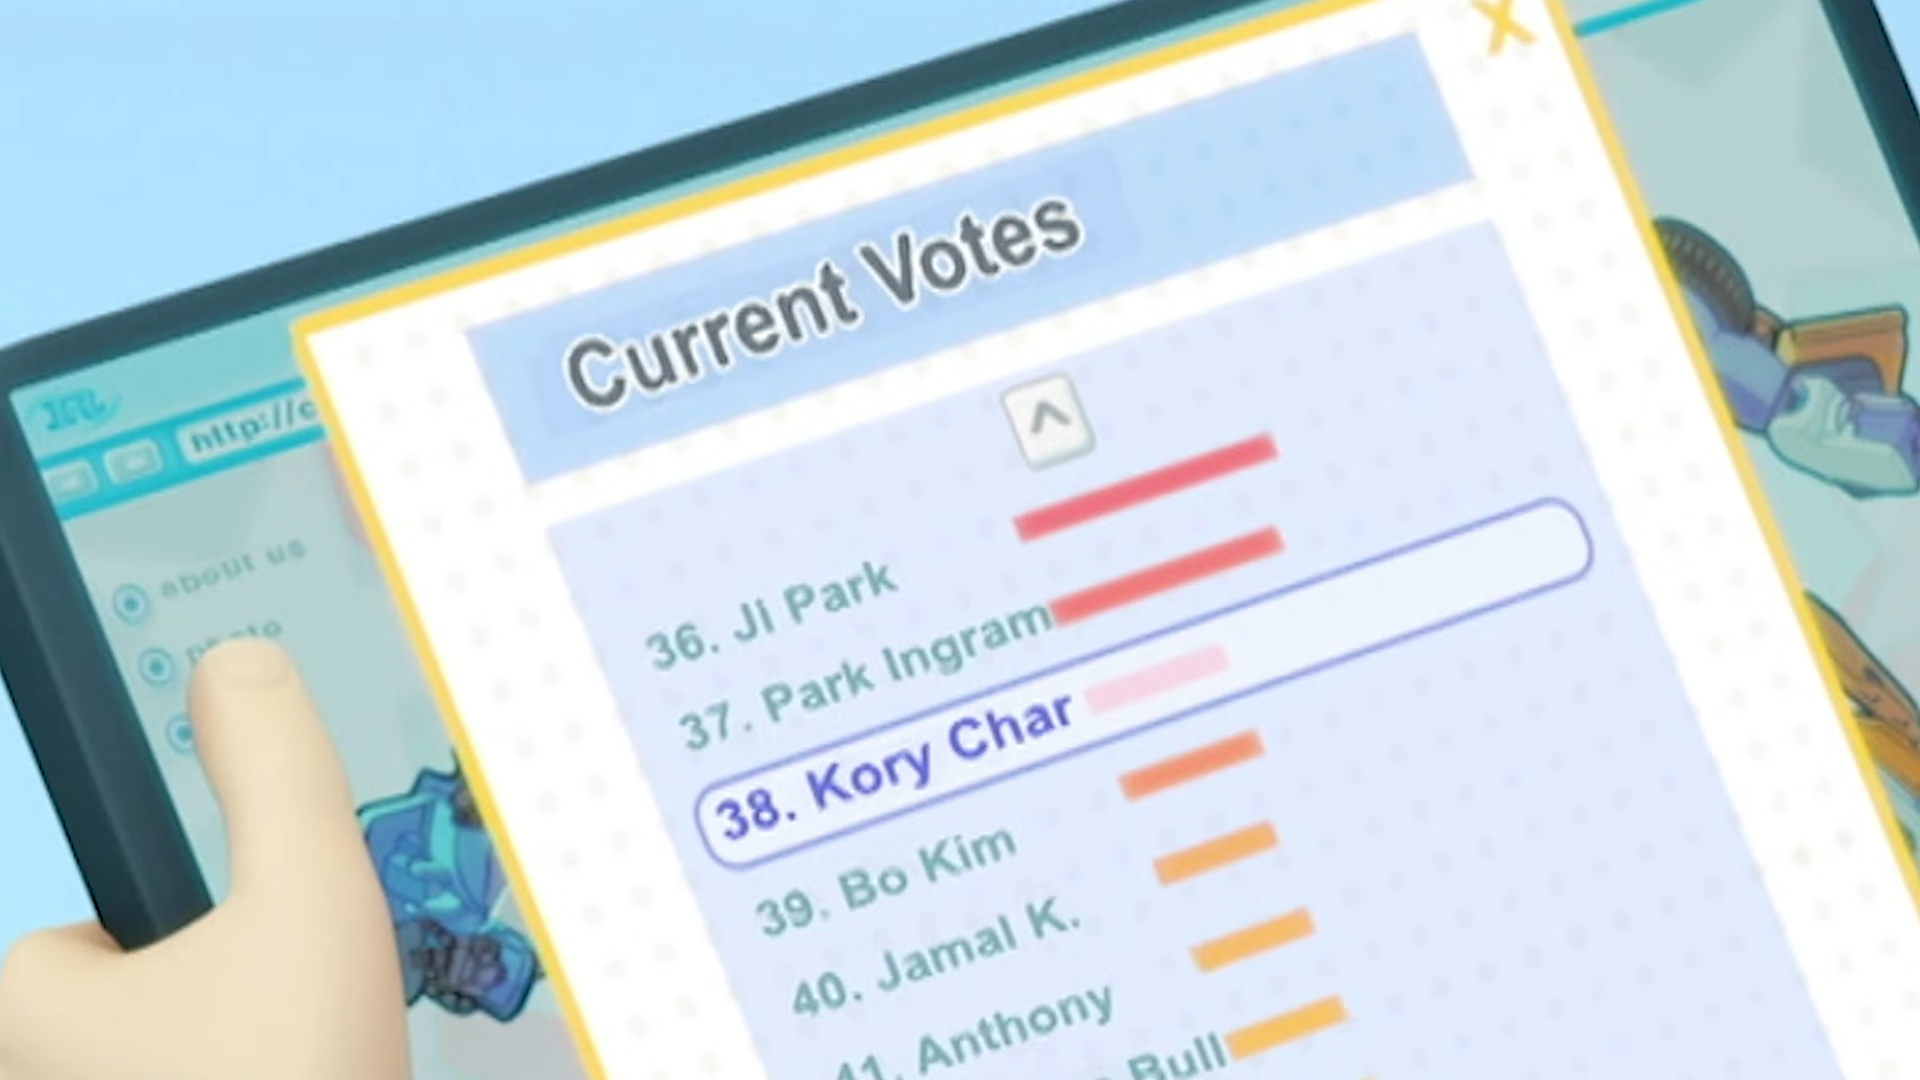 Current Votes
http://c
about us
36. Ji Park
37. Park Ingram
38. Kory Char
39. Bo Kim
40. Jamal K.
41. Anthony
Bull